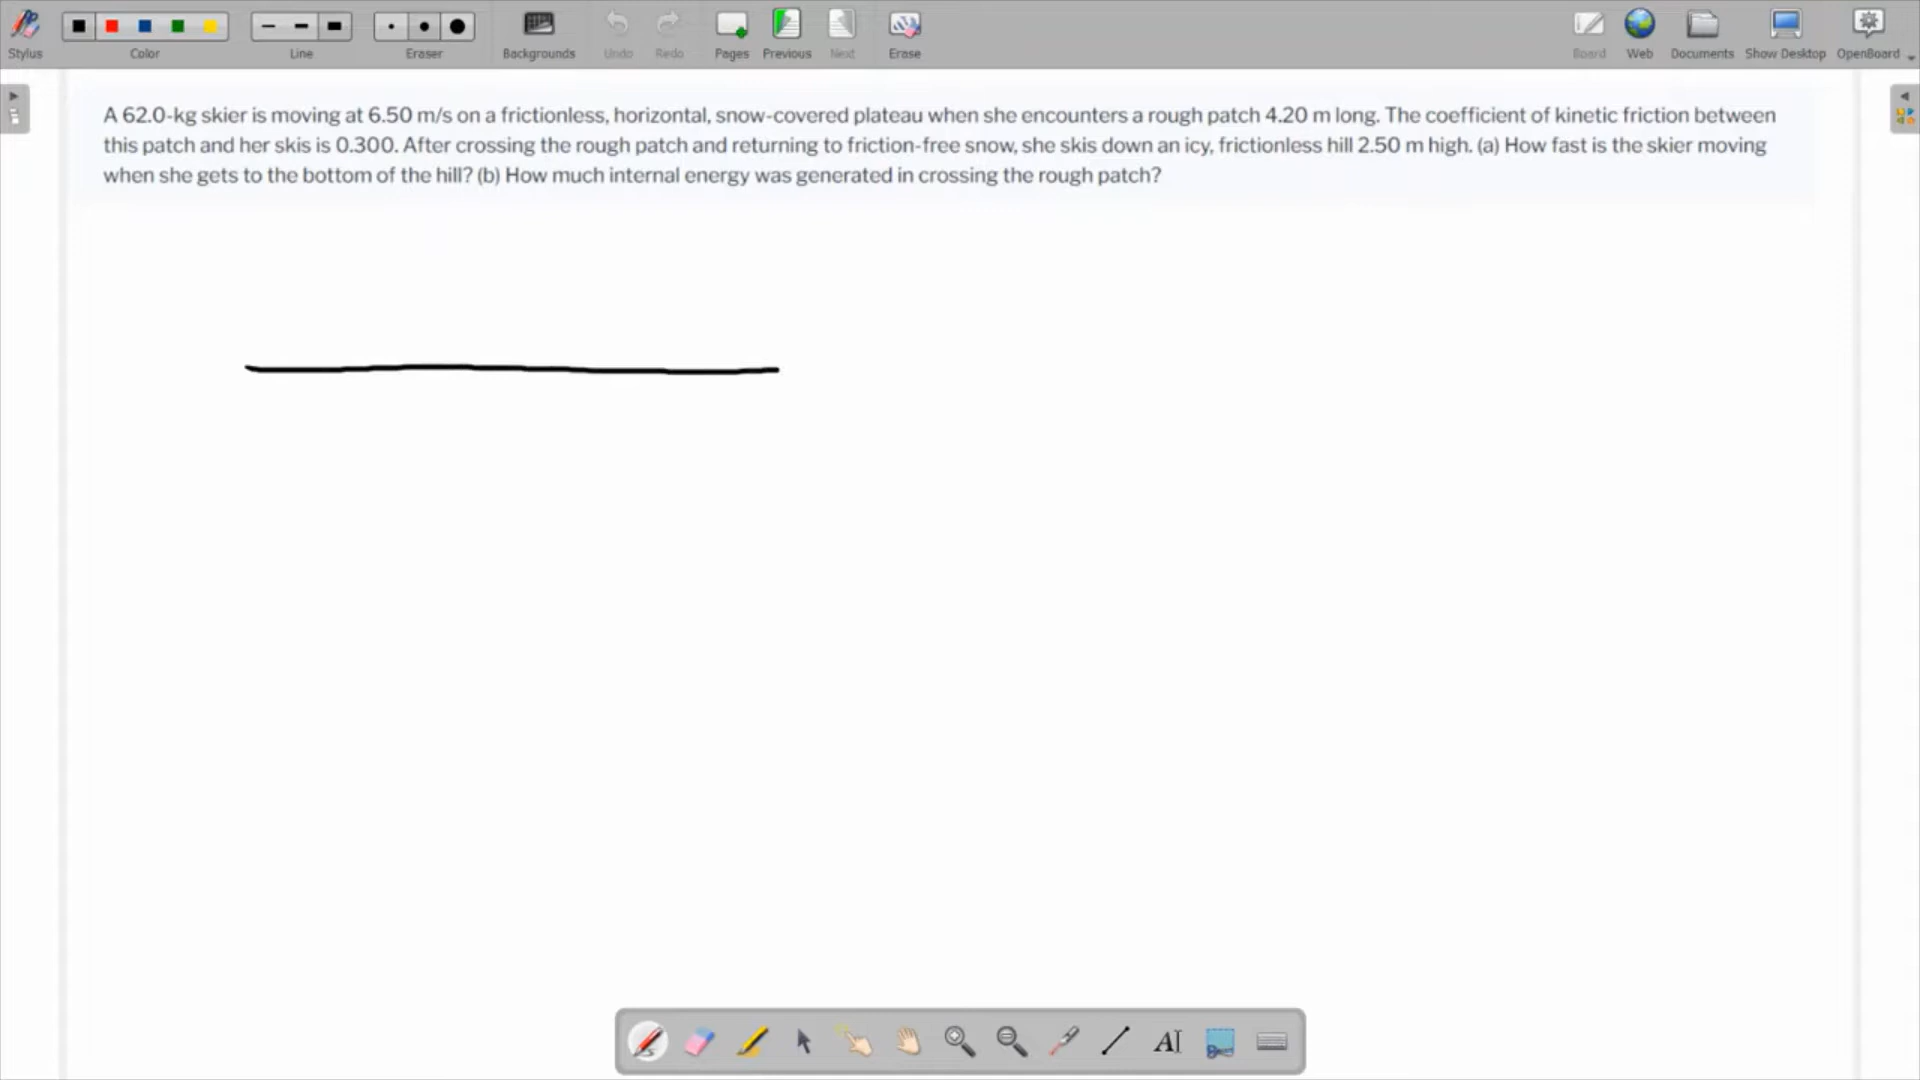 Stylus
Color
Line
Eraser
Backgrounds
Undo
Redo
Pages
Previous
Next
Erase
Board
Web
Documents
Show Desktop
OpenBoard
A 62.0-kg skier is moving at 6.50 m/s on a frictionless, horizontal, snow-covered plateau when she encounters a rough patch 4.20 m long. The coefficient of kinetic friction between
this patch and her skis is 0.300. After crossing the rough patch and returning to friction-free snow, she skis down an icy, frictionless hill 2.50 m high. (a) How fast is the skier moving
when she gets to the bottom of the hill? (b) How much internal energy was generated in crossing the rough patch?
AI